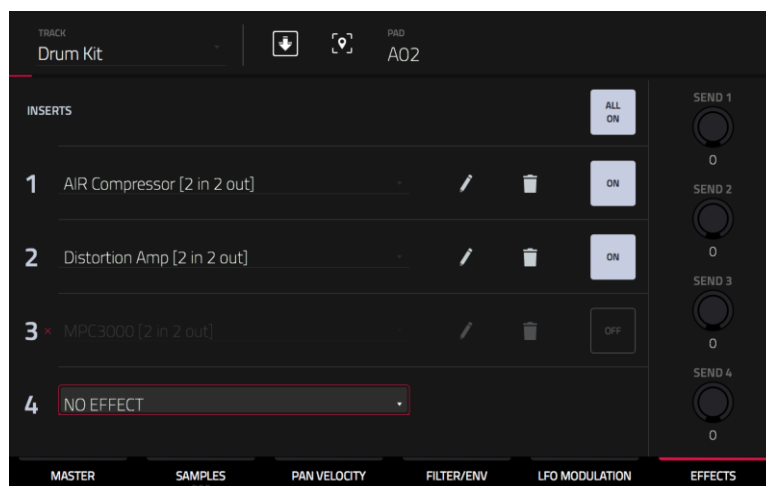 TRACK
Drum Kit
PAD
A02
INSERTS
ALL
ON
SEND 1
0
1 AIR Compressor [2 in 2 out] ON
SEND 2
0
2 Distortion Amp [2 in 2 out] ON
SEND 3
0
3 × MPC3000 [2 in 2 out] OFF
SEND 4
0
4 NO EFFECT
MASTER SAMPLES PAN VELOCITY FILTER/ENV LFO MODULATION EFFECTS